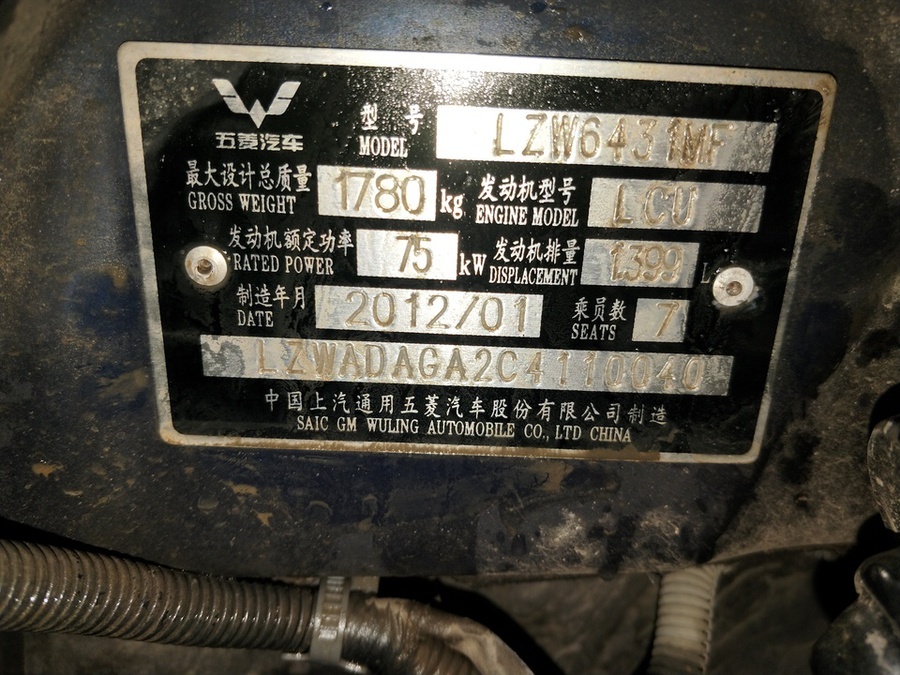 五菱汽车
型 号 LZW6431MF
MODEL
最大设计总质量 1780 kg 发动机型号 LCU
GROSS WEIGHT ENGINE MODEL
发动机额定功率 75 kW 发动机排量 1.399 L
RATED POWER DISPLACEMENT
制造年月 2012/01 乘员数 7
DATE SEATS
LZWADAGA2C4110040
中国上汽通用五菱汽车股份有限公司制造
SAIC GM WULING AUTOMOBILE CO., LTD CHINA